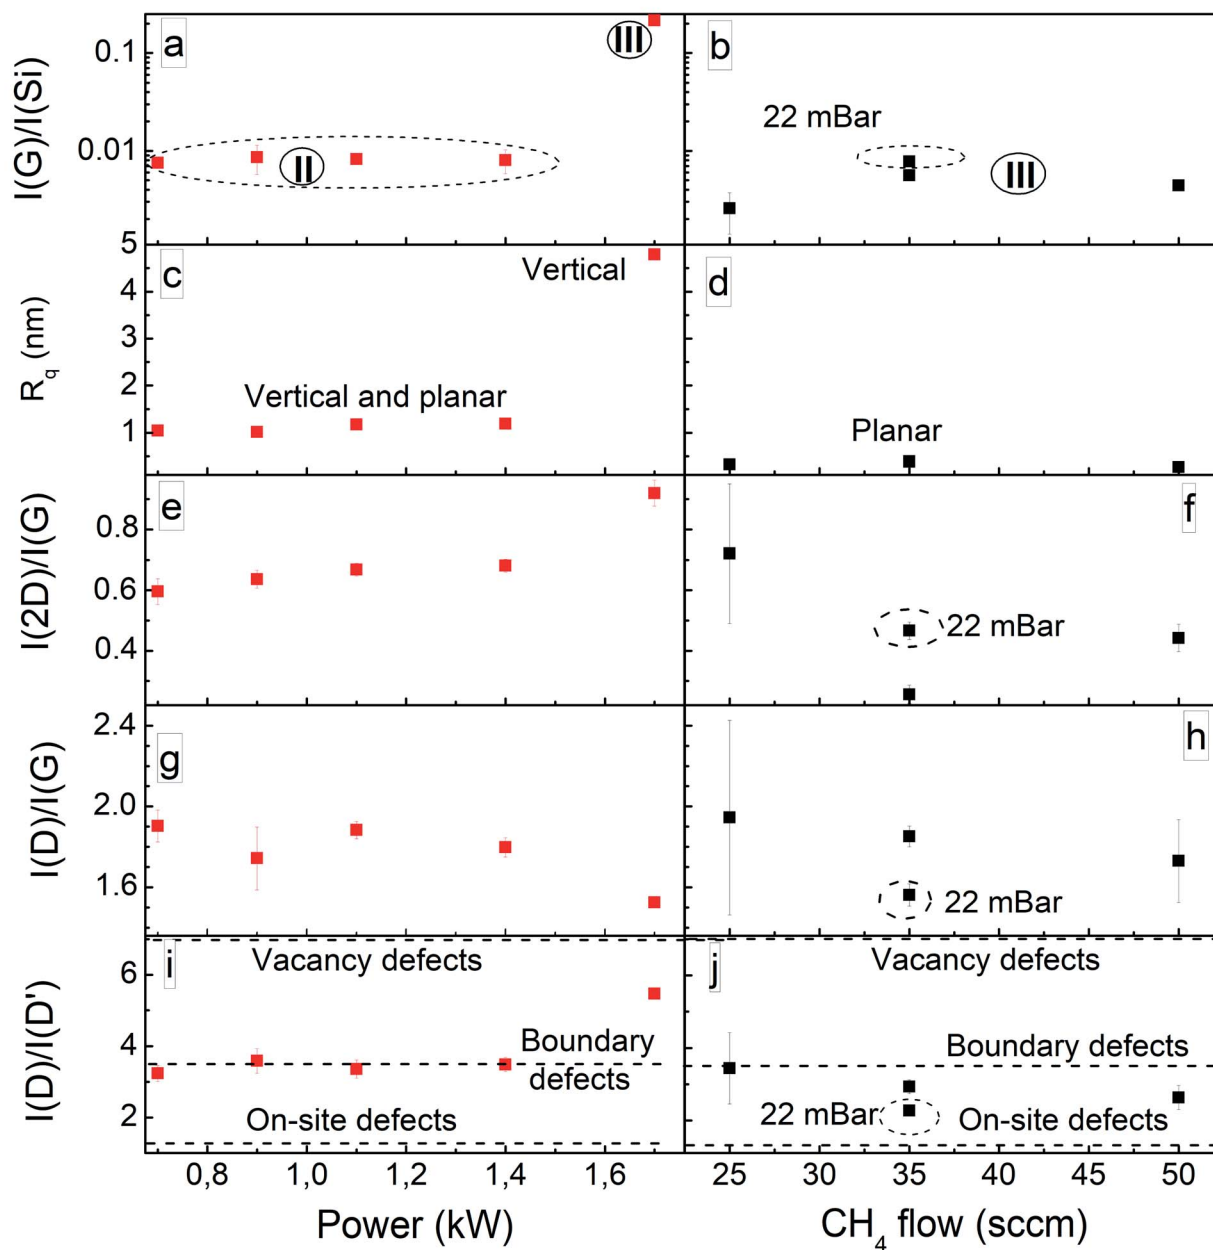 I(G)/I(Si)
0.1
0.01
a
II
III
b
22 mBar
III
R_q (nm)
5
4
3
2
1
c
Vertical
Vertical and planar
d
Planar
I(2D)/I(G)
0.8
0.6
0.4
e
f
22 mBar
I(D)/I(G)
2.4
2.0
1.6
g
h
22 mBar
I(D)/I(D')
6
4
2
i
Vacancy defects
Boundary
defects
On-site defects
j
Vacancy defects
Boundary defects
22 mBar
On-site defects
0,8 1,0 1,2 1,4 1,6
25 30 35 40 45 50
Power (kW)
CH₄ flow (sccm)